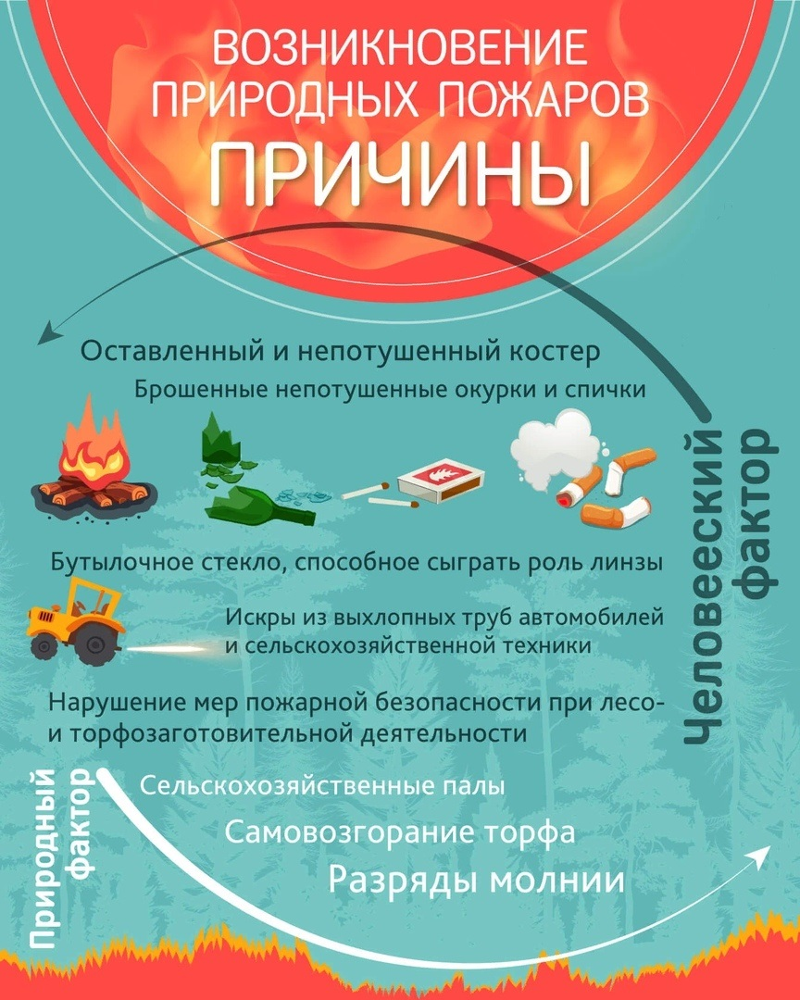 ВОЗНИКНОВЕНИЕ
ПРИРОДНЫХ ПОЖАРОВ
ПРИЧИНЫ
Оставленный и непотушенный костер
Брошенные непотушенные окурки и спички
Бутылочное стекло, способное сыграть роль линзы
Искры из выхлопных труб автомобилей
и сельскохозяйственной техники
Нарушение мер пожарной безопасности при лесо-
и торфозаготовительной деятельности
Человееский
фактор
Природный
фактор
Сельскохозяйственные палы
Самовозгорание торфа
Разряды молнии